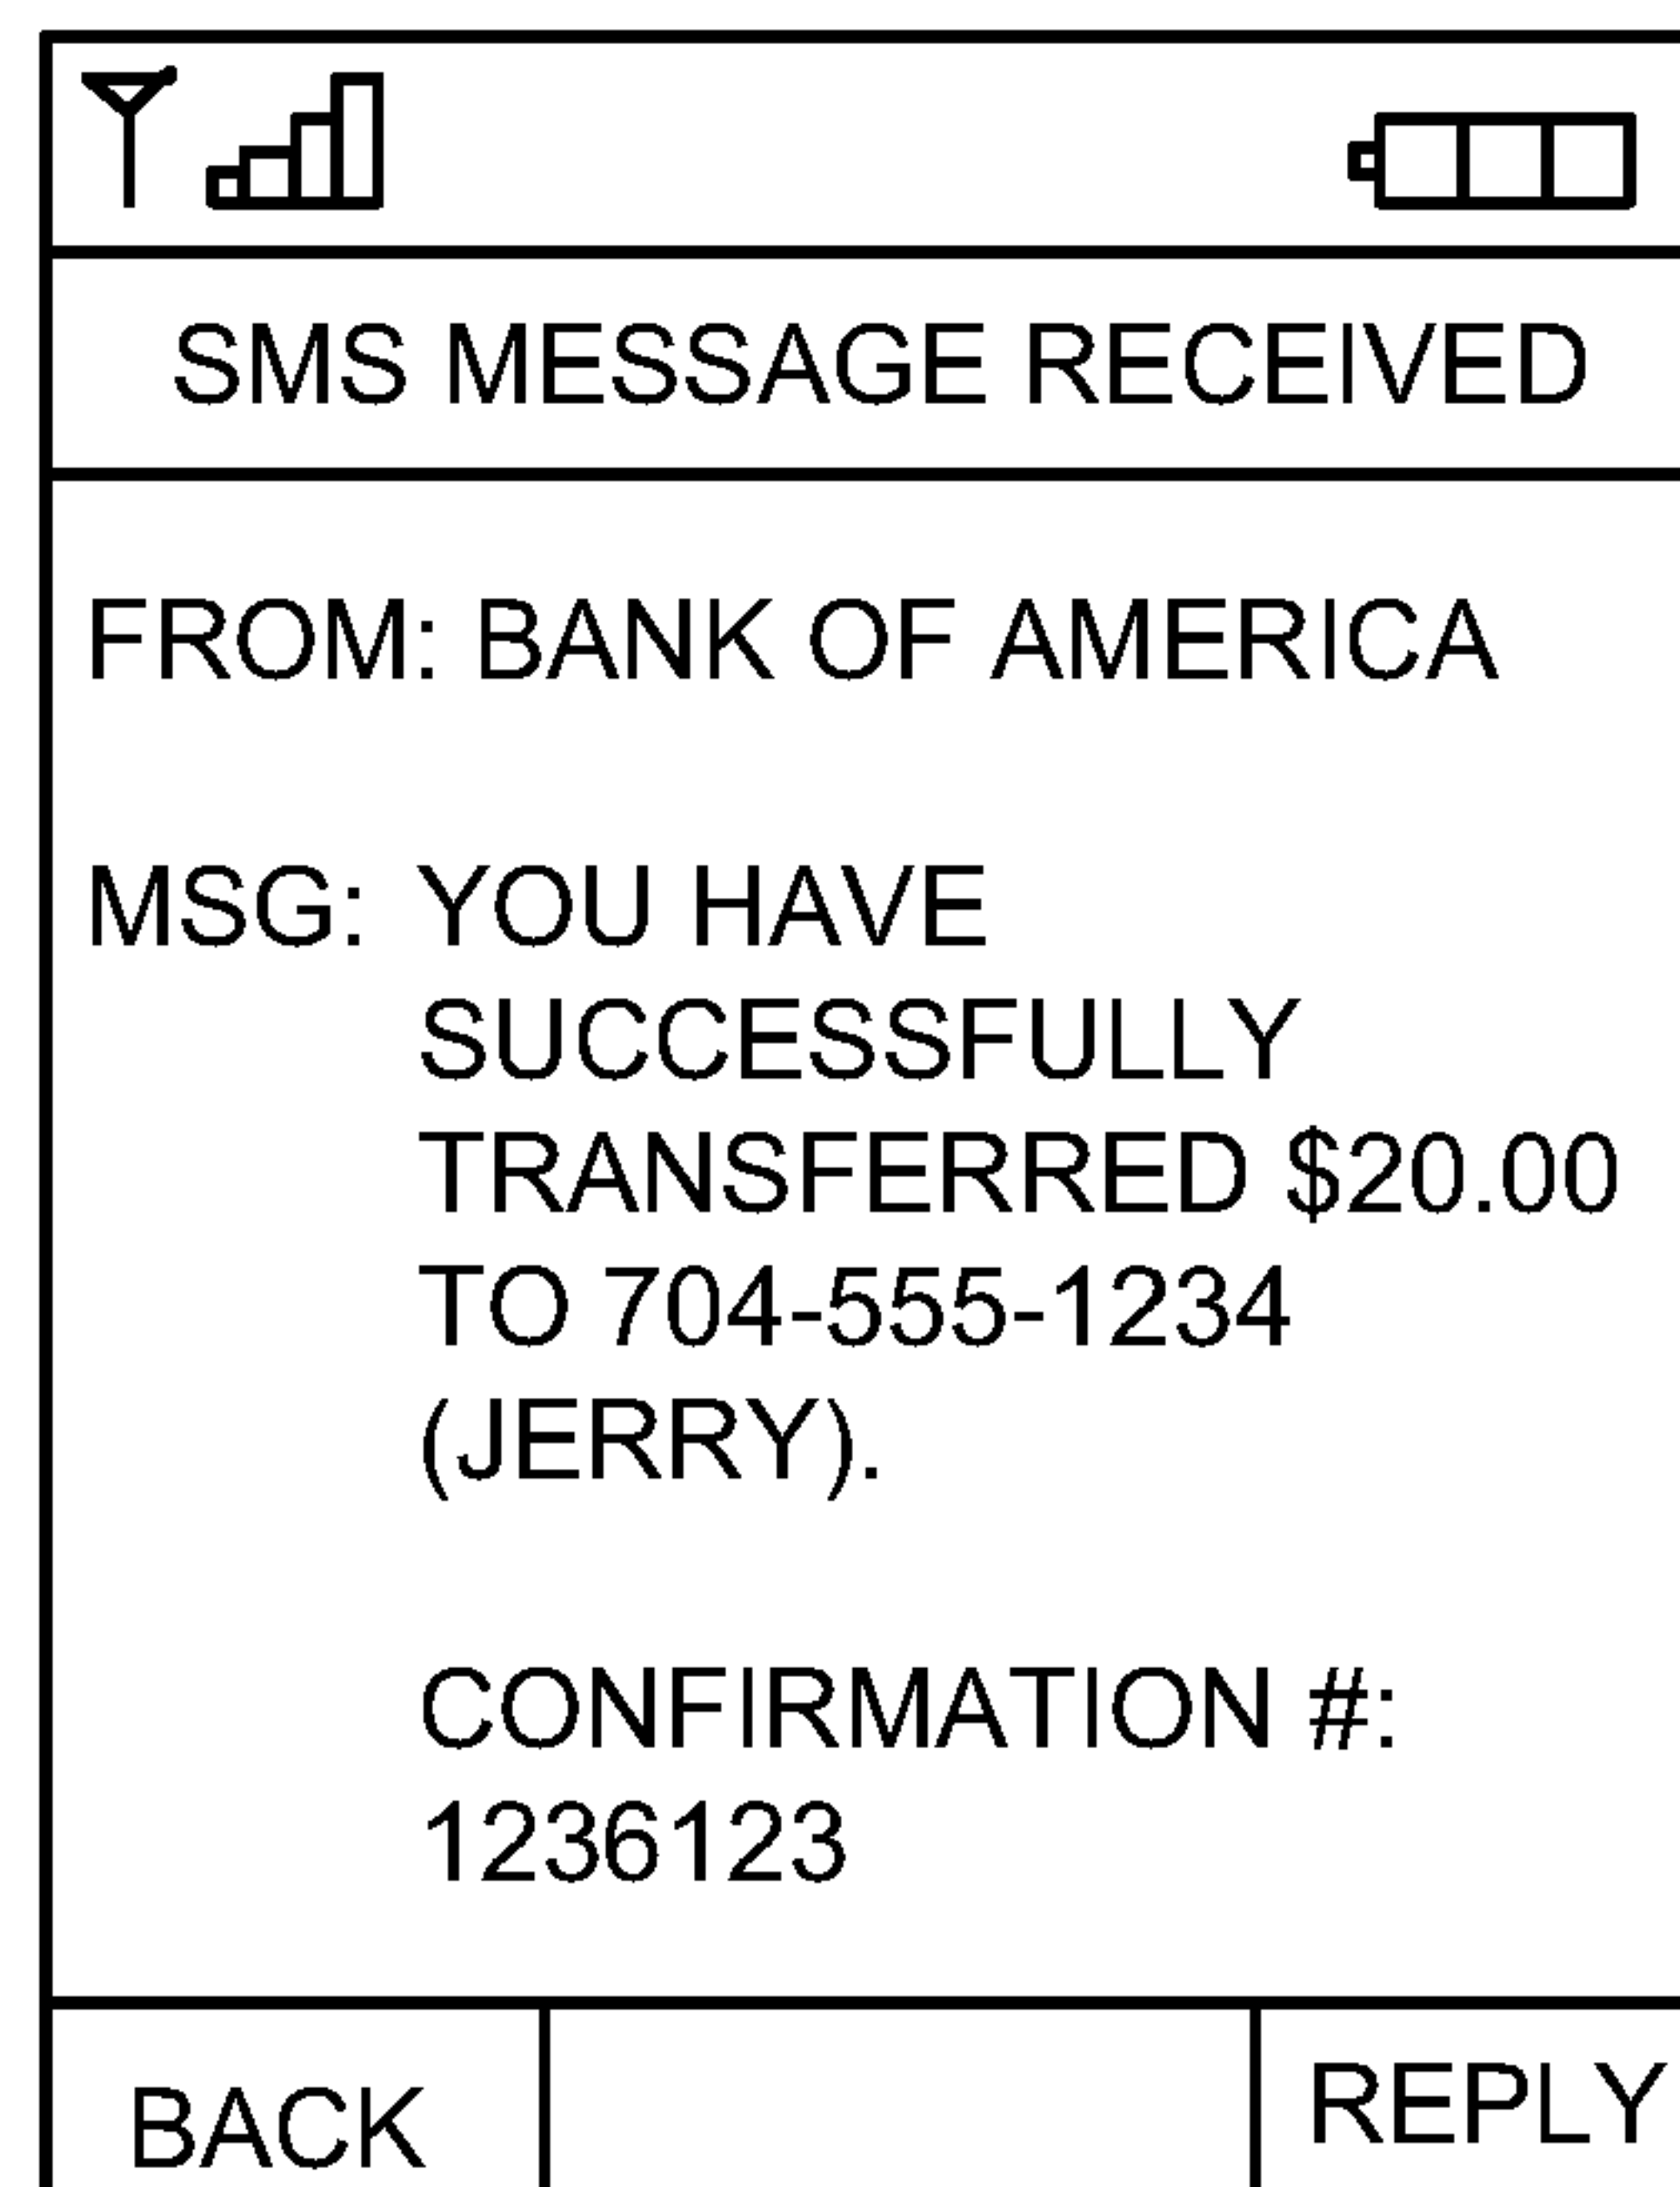 SMS MESSAGE RECEIVED
FROM: BANK OF AMERICA
MSG: YOU HAVE
SUCCESSFULLY
TRANSFERRED $20.00
TO 704-555-1234
(JERRY).
CONFIRMATION #:
1236123
BACK REPLY